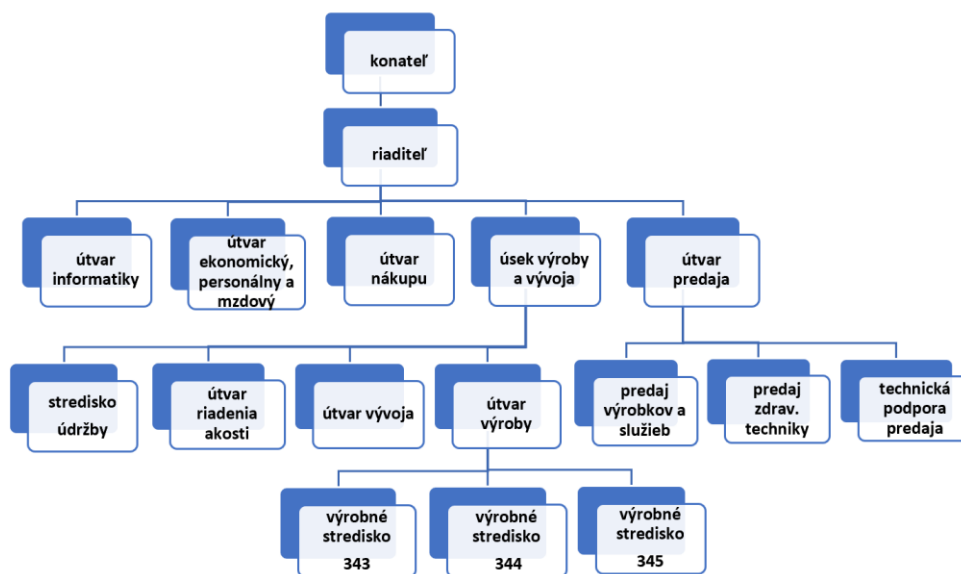 konateľ
riaditeľ
útvar
informatiky
útvar
ekonomický,
personálny a
mzdový
útvar
nákupu
úsek výroby
a vývoja
útvar
predaja
stredisko
údržby
útvar
riadenia
akosti
útvar vývoja
útvar
výroby
predaj
výrobkov a
služieb
predaj
zdrav.
techniky
technická
podpora
predaja
výrobné
stredisko
343
výrobné
stredisko
344
výrobné
stredisko
345